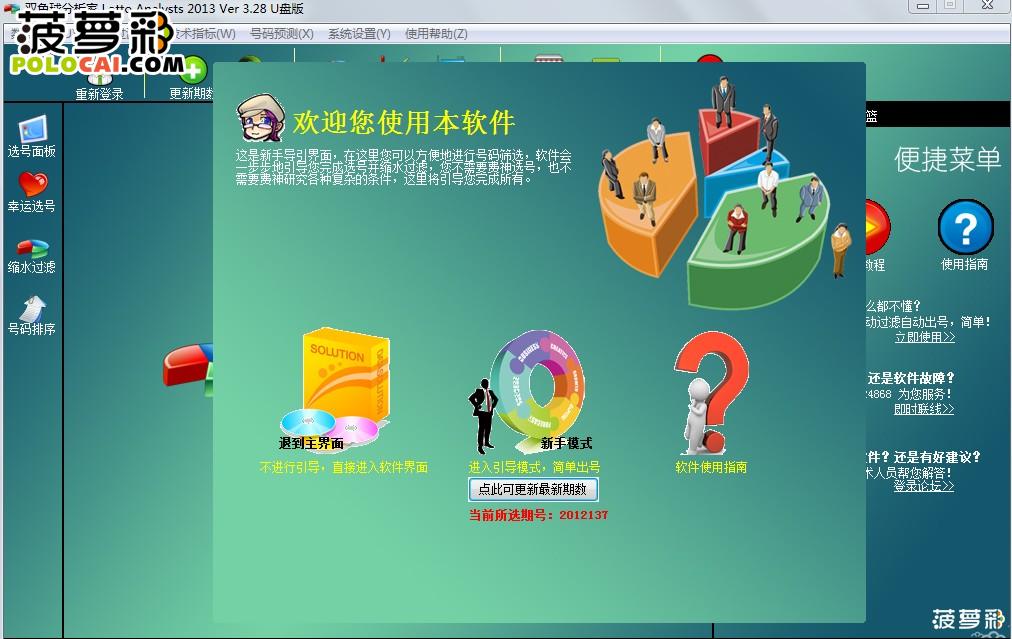 双色球分析室 Lotto Analysts 2013 Ver 3.28 U盘版
菠萝彩
POLOCAI.COM
技术指标(W) 号码预测(X) 系统设置(Y) 使用帮助(Z)
重新登录
更新期数
选号面板
幸运选号
缩水过滤
号码排序
欢迎您使用本软件
这是新手导引界面，在这里您可以方便地进行号码筛选，软件会
一步步地引导您完成选号并缩水过滤，您不需要费神选号，也不
需要费神研究各种复杂的条件，这里将引导您完成所有。
SOLUTION
退到主界面
不进行引导，直接进入软件界面
新手模式
进入引导模式，简单出号
点此可更新最新期数
当前所选期号：2012137
软件使用指南
篮
便捷菜单
教程
使用指南
么都不懂？
动过滤自动出号，简单！
立即使用>>
还是软件故障？
4868 为您服务！
即时联线>>
件？还是有好建议？
术人员帮您解答！
登录论坛>>
菠萝彩